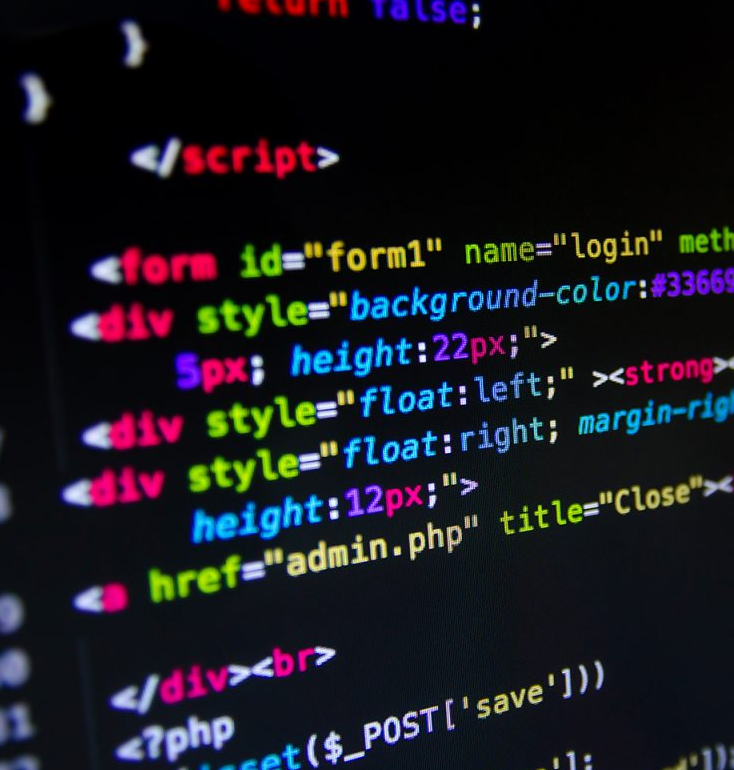 return false;
}
}
</script>
<form id="form1" name="login" meth
<div style="background-color:#33669
5px; height:22px;">
<div style="float:left;" ><strong><
<div style="float:right; margin-righ
height:12px;">
<a href="admin.php" title="Close"><
</div><br>
<?php
isset($_POST['save']))